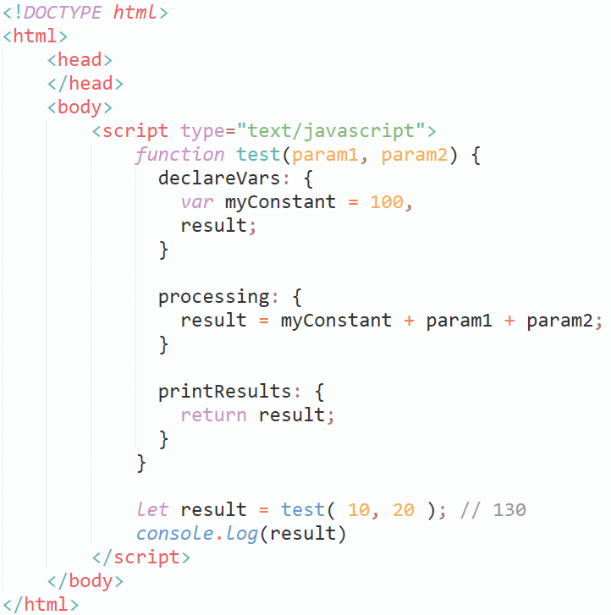 <!DOCTYPE html>
<html>
    <head>
    </head>
    <body>
        <script type="text/javascript">
            function test(param1, param2) {
              declareVars: {
                var myConstant = 100,
                result;
              }

              processing: {
                result = myConstant + param1 + param2;
              }

              printResults: {
                return result;
              }
            }

            let result = test( 10, 20 ); // 130
            console.log(result)
        </script>
    </body>
</html>